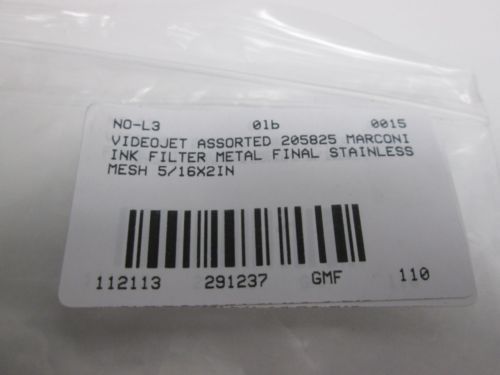 NO-L3 01b 0015
VIDEOJET ASSORTED 205825 MARCONI
INK FILTER METAL FINAL STAINLESS
MESH 5/16X2IN
112113 291237 GMF 110